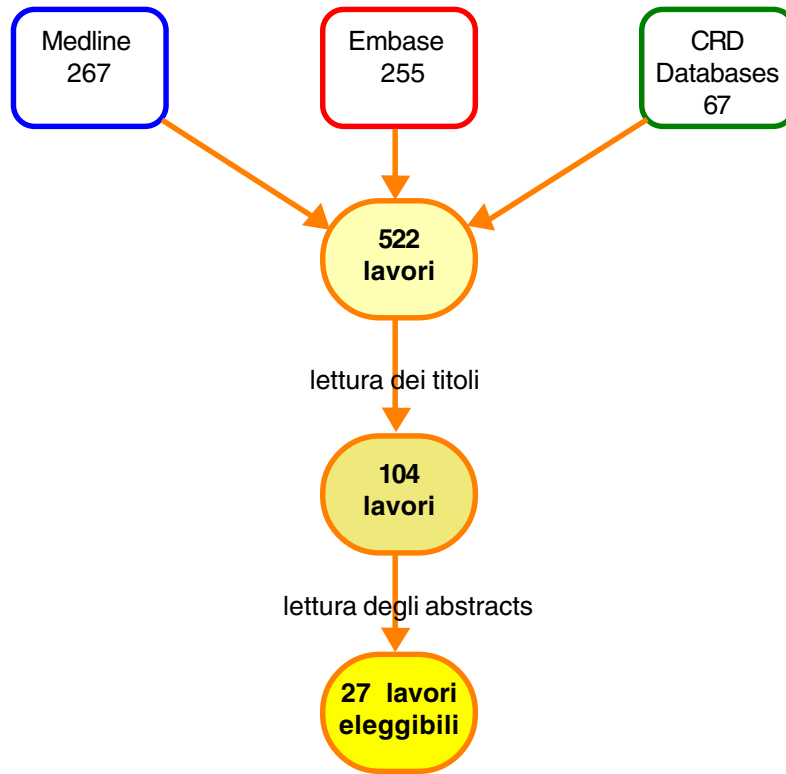 Medline
267
Embase
255
CRD
Databases
67
522
lavori
lettura dei titoli
104
lavori
lettura degli abstracts
27 lavori
eleggibili